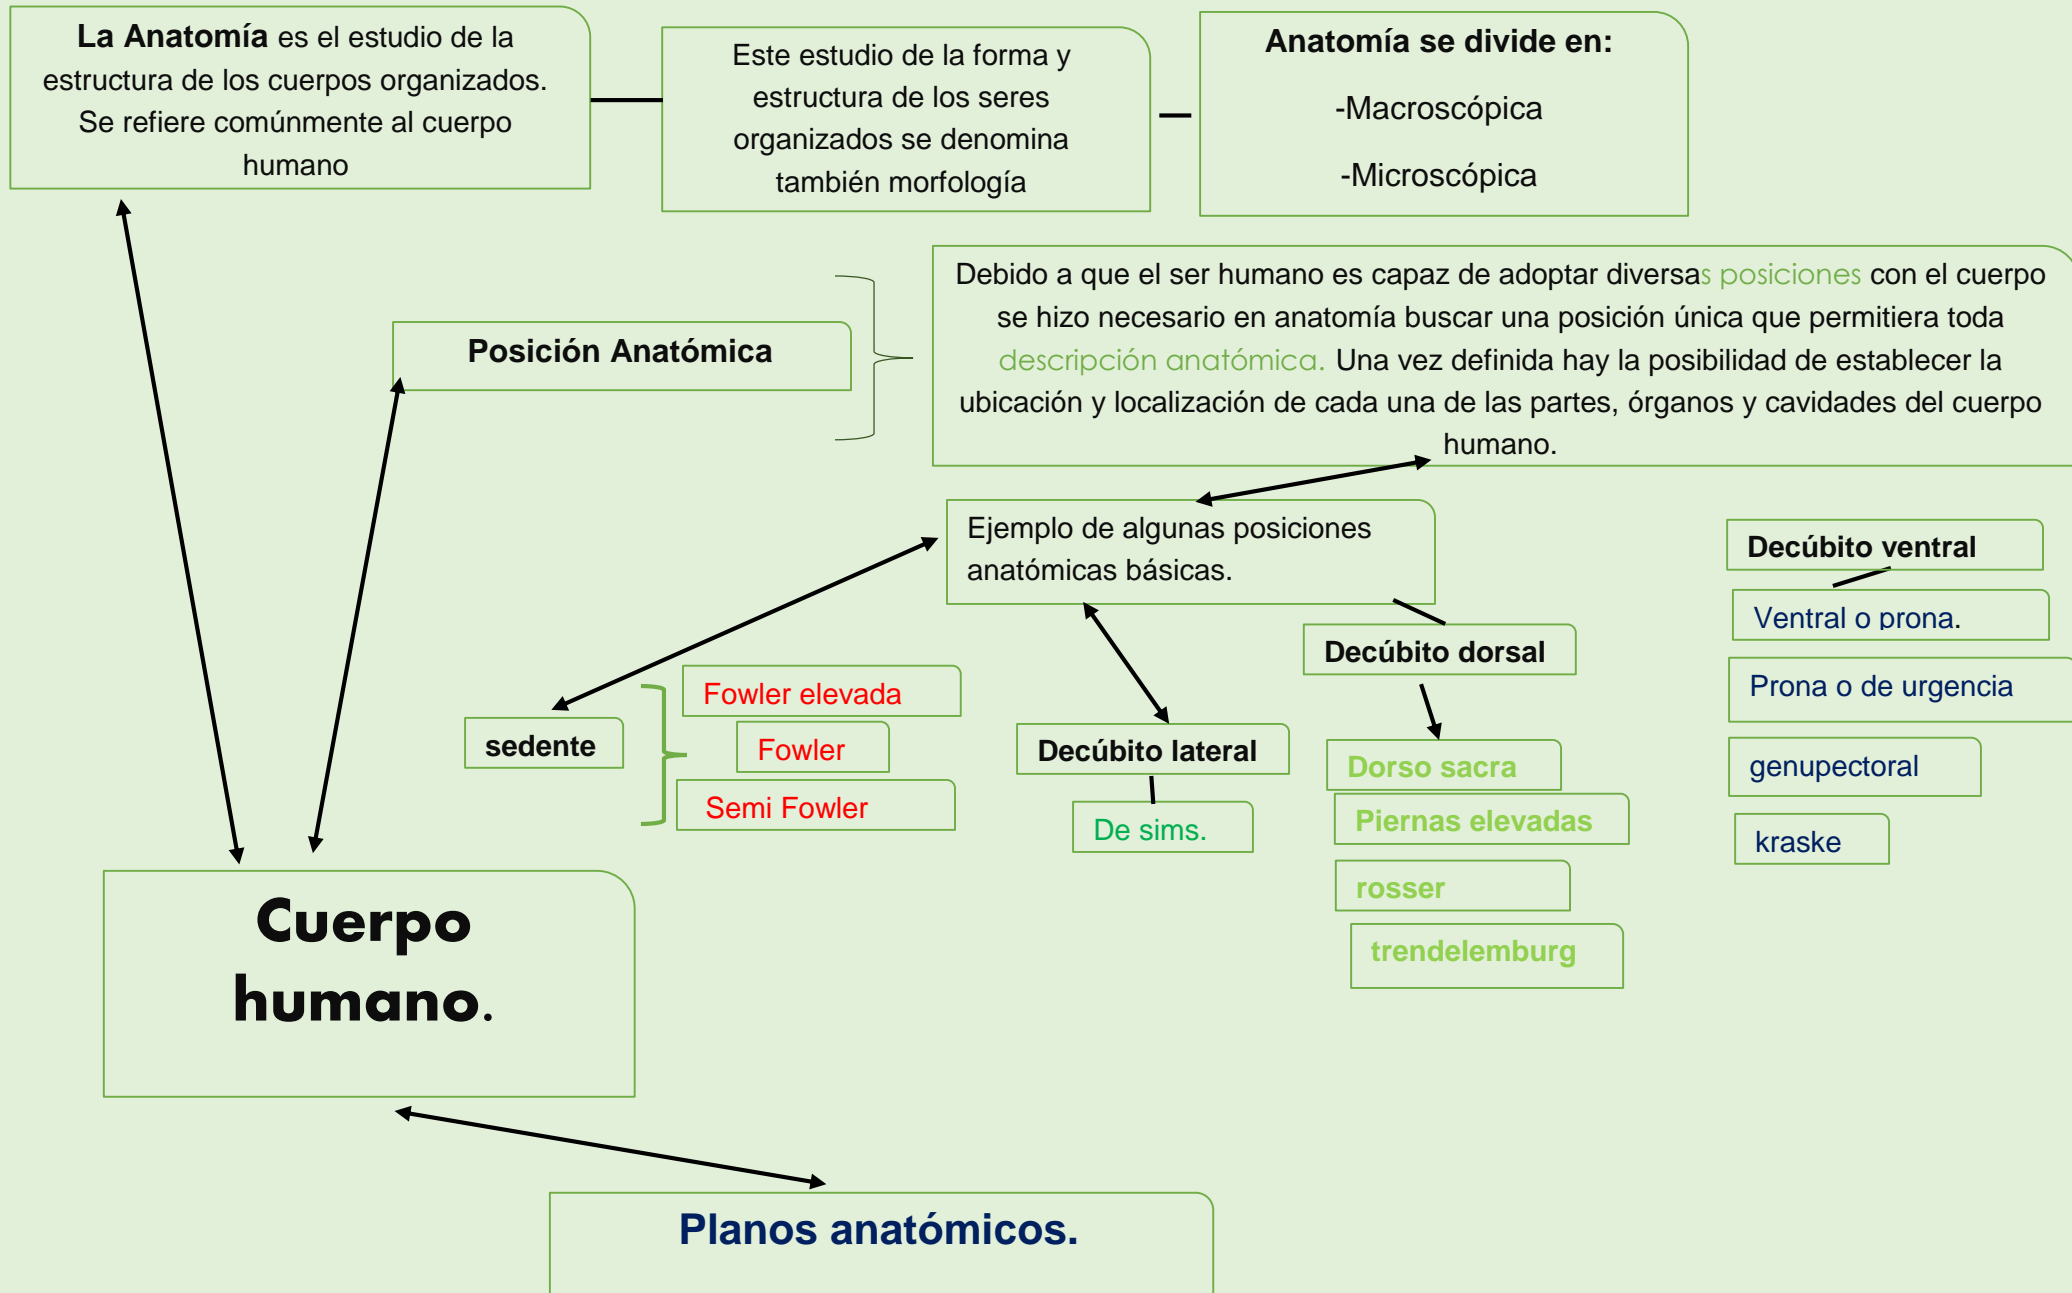 La Anatomía es el estudio de la
estructura de los cuerpos organizados.
Se refiere comúnmente al cuerpo
humano
Este estudio de la forma y
estructura de los seres
organizados se denomina
también morfología
Anatomía se divide en:
-Macroscópica
-Microscópica
Posición Anatómica
Debido a que el ser humano es capaz de adoptar diversas posiciones con el cuerpo
se hizo necesario en anatomía buscar una posición única que permitiera toda
descripción anatómica. Una vez definida hay la posibilidad de establecer la
ubicación y localización de cada una de las partes, órganos y cavidades del cuerpo
humano.
Ejemplo de algunas posiciones
anatómicas básicas.
sedente
Fowler elevada
Fowler
Semi Fowler
Decúbito lateral
De sims.
Decúbito dorsal
Dorso sacra
Piernas elevadas
rosser
trendelemburg
Decúbito ventral
Ventral o prona.
Prona o de urgencia
genupectoral
kraske
Cuerpo
humano.
Planos anatómicos.